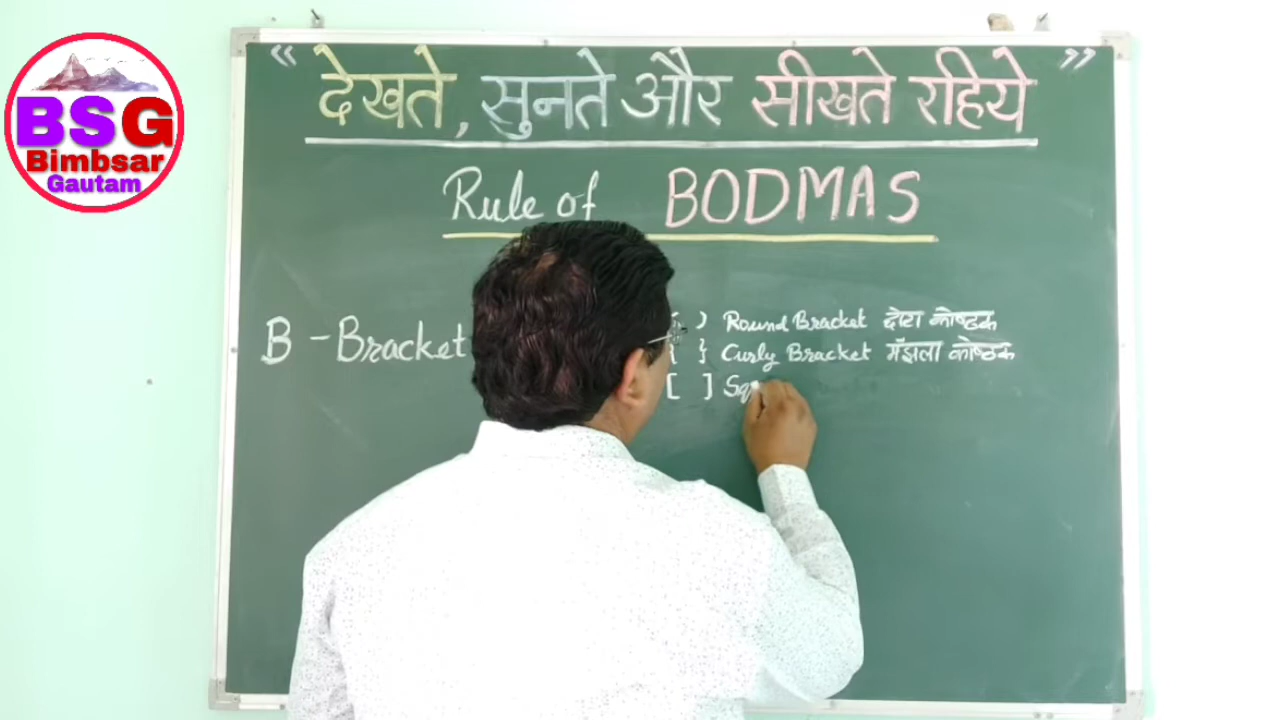 BSG
Bimbsar
Gautam
“देखते, सुनते और सीखते रहिये”
Rule of BODMAS
B - Bracket
( ) Round Bracket छोटा कोष्ठक
{ } Curly Bracket मँझला कोष्ठक
[ ] Sq